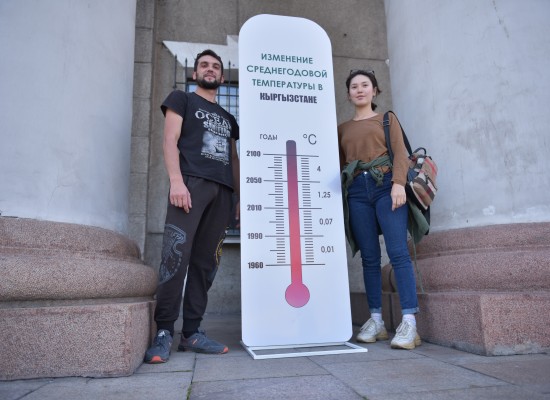 ИЗМЕНЕНИЕ
СРЕДНЕГОДОВОЙ
ТЕМПЕРАТУРЫ В
КЫРГЫЗСТАНЕ
ГОДЫ °C
2100
4
2050
1,25
2010
0,07
1990
0,01
1960